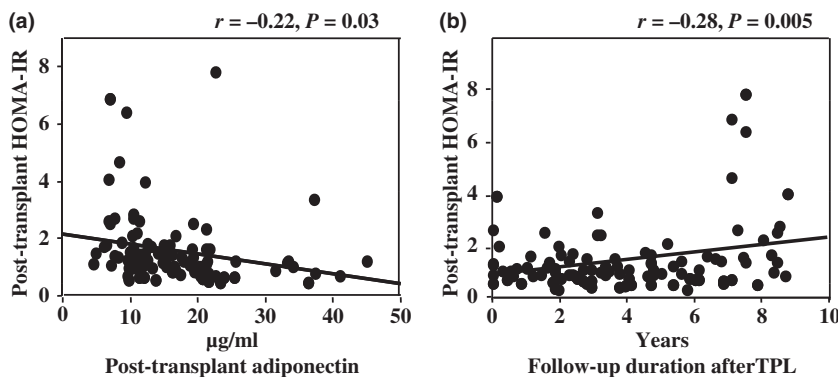 (a)
r = –0.22, P = 0.03
Post-transplant HOMA-IR
8
6
4
2
0
0 10 20 30 40 50
µg/ml
Post-transplant adiponectin
(b)
r = –0.28, P = 0.005
Post-transplant HOMA-IR
8
6
4
2
0
0 2 4 6 8 10
Years
Follow-up duration afterTPL